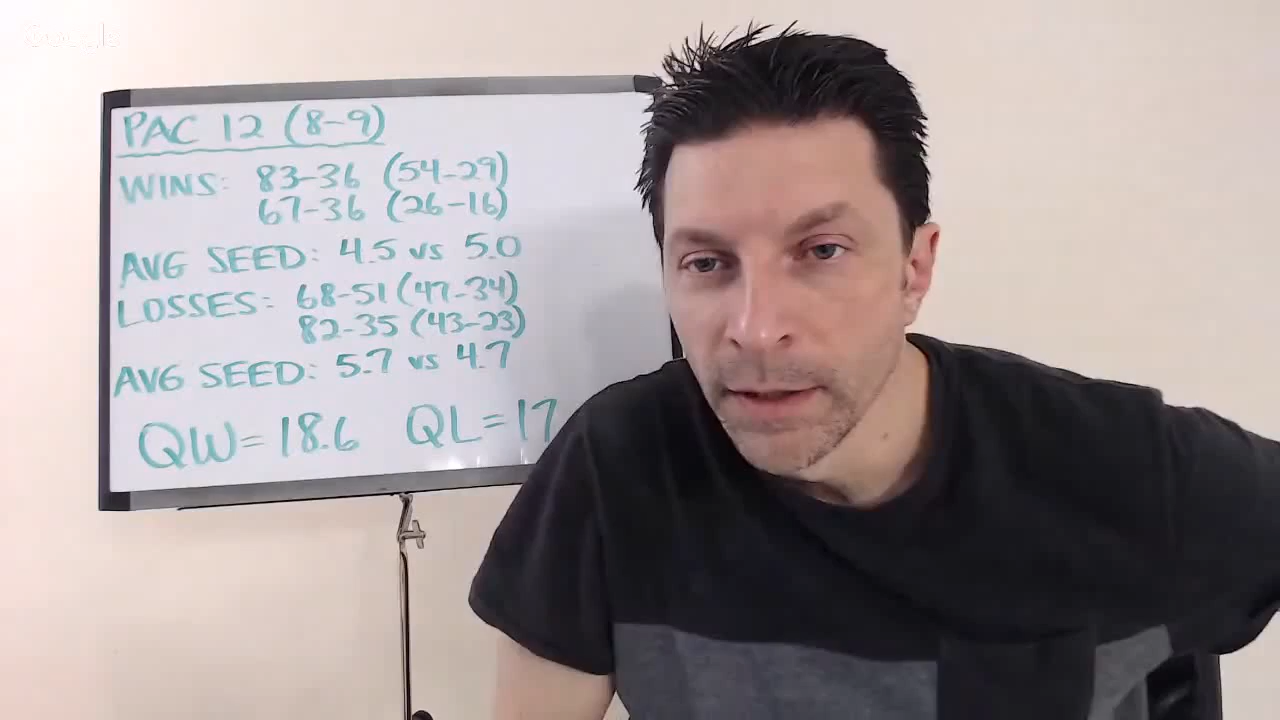 PAC 12 (8-9)
WINS: 83-36 (54-29)
67-36 (26-16)
AVG SEED: 4.5 vs 5.0
LOSSES: 68-51 (47-34)
82-35 (43-23)
AVG SEED: 5.7 vs 4.7
QW=18.6 QL=17